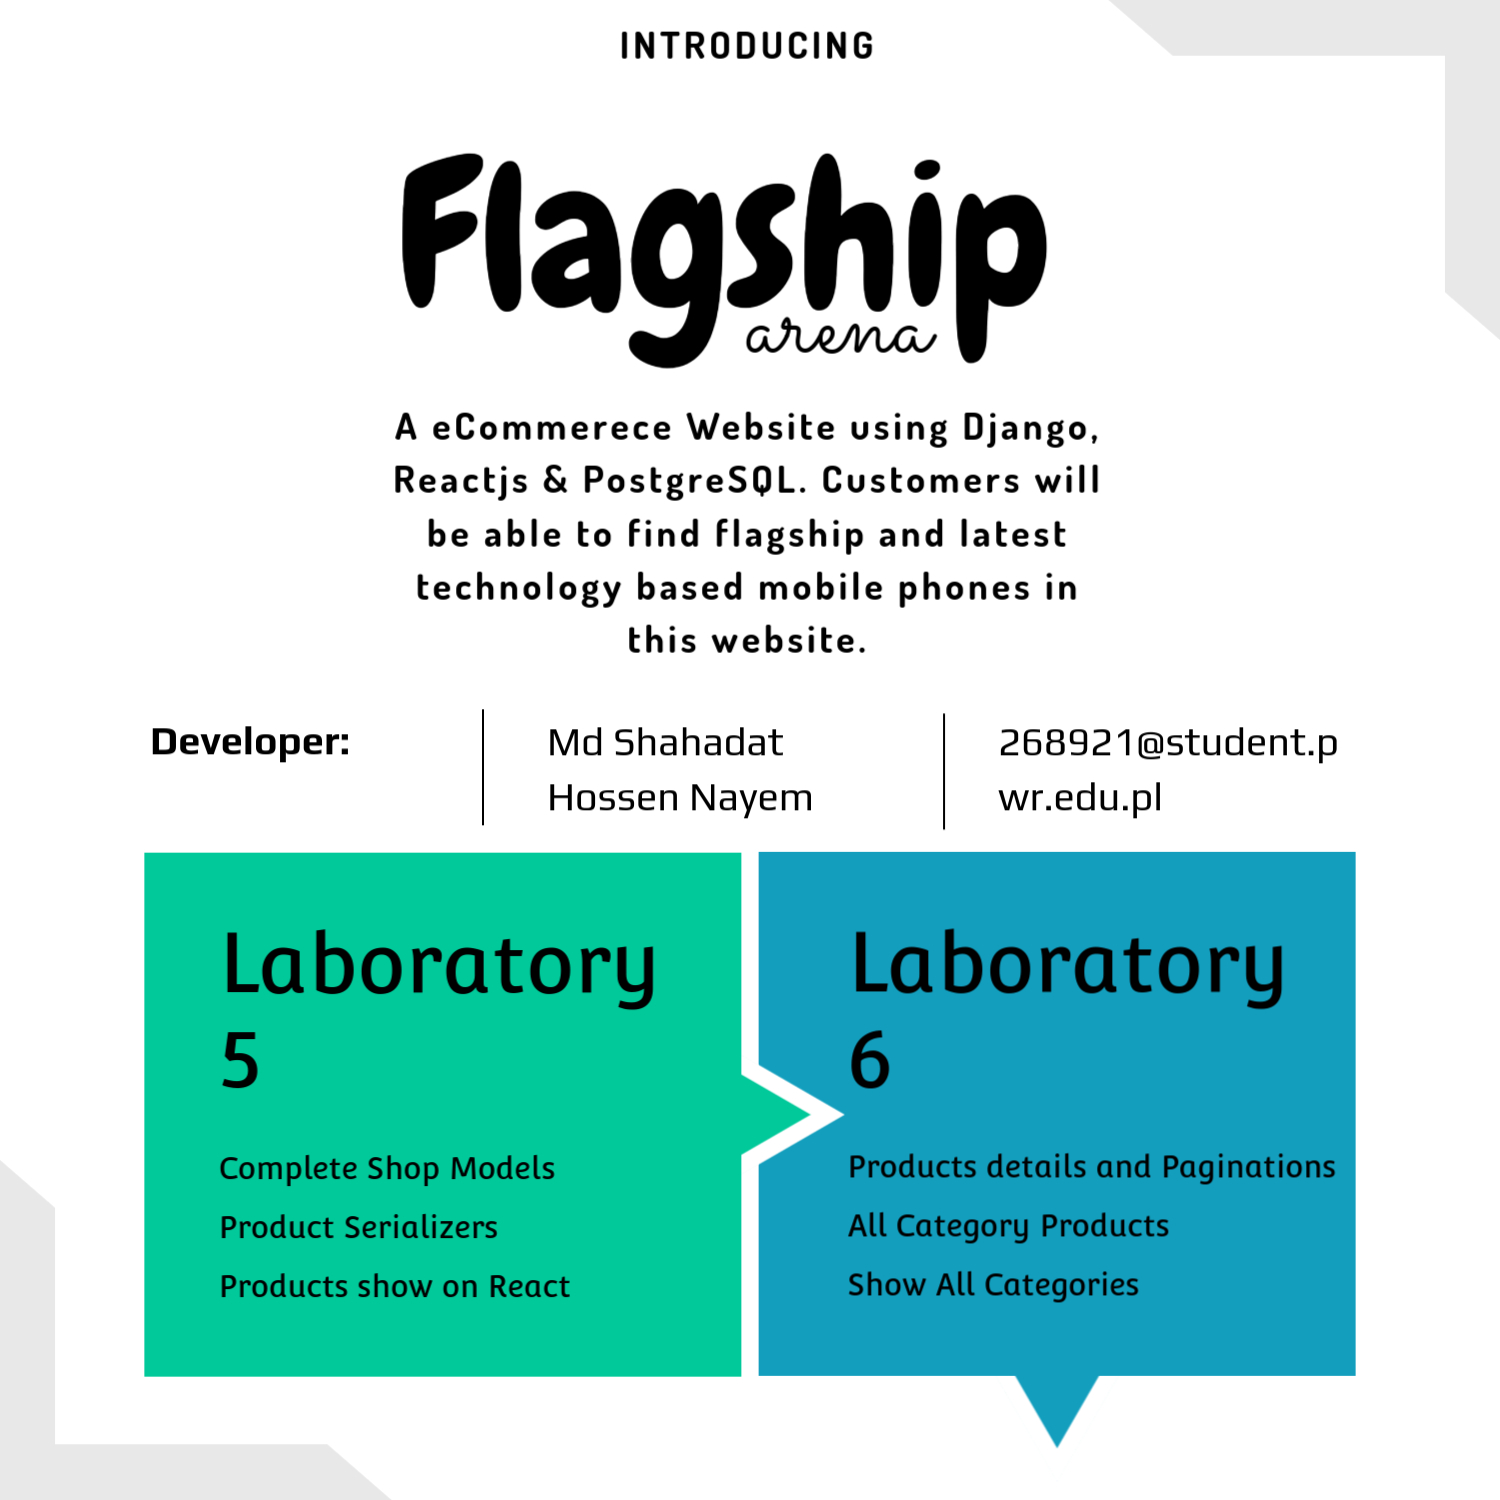 INTRODUCING
Flagship
arena
A eCommerece Website using Django,
Reactjs & PostgreSQL. Customers will
be able to find flagship and latest
technology based mobile phones in
this website.
Developer:
Md Shahadat
Hossen Nayem
268921@student.p
wr.edu.pl
Laboratory
5
Complete Shop Models
Product Serializers
Products show on React
Laboratory
6
Products details and Paginations
All Category Products
Show All Categories